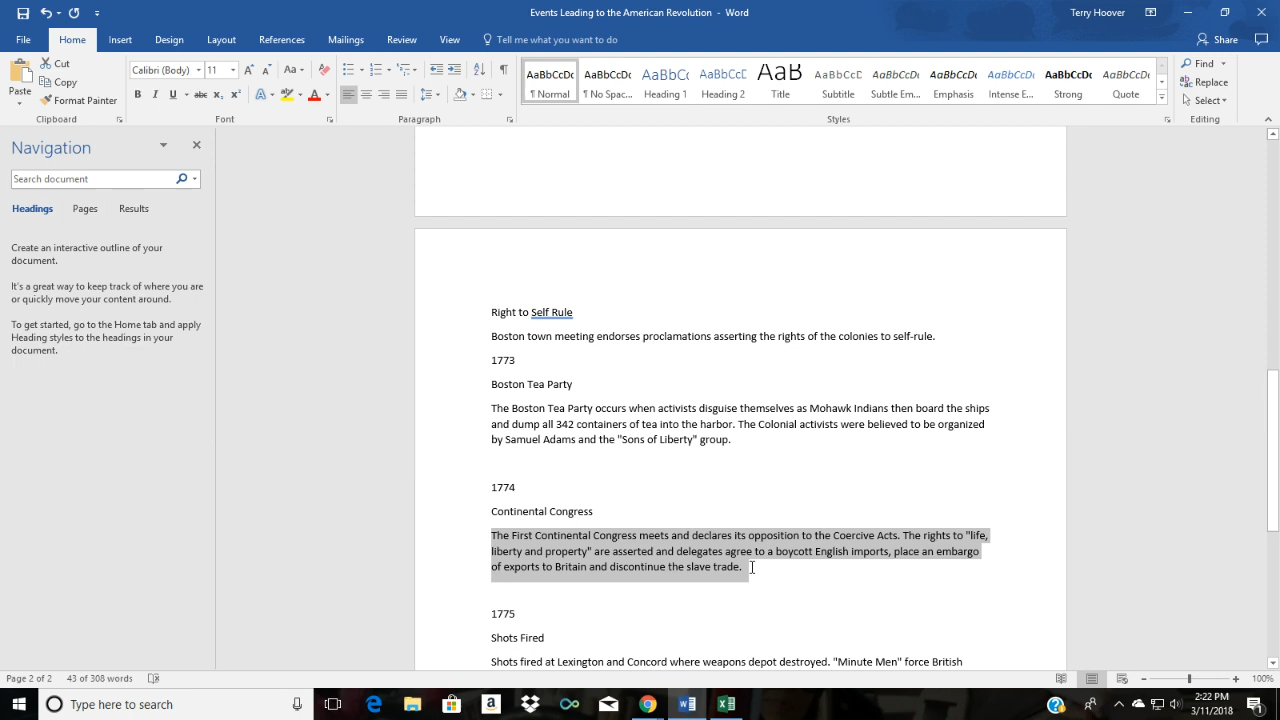 Events Leading to the American Revolution - Word
Terry Hoover
File Home Insert Design Layout References Mailings Review View Tell me what you want to do Share
Paste
Cut
Copy
Format Painter
Calibri (Body) 11 Aa
B I U abc x₂ x² A A
AaBbCcDc AaBbCcDc AaBbCc AaBbCcD AaB AaBbCcD AaBbCcDc AaBbCcDc AaBbCcDc AaBbCcDc AaBbCcDc
¶ Normal ¶ No Spac... Heading 1 Heading 2 Title Subtitle Subtle Em... Emphasis Intense E... Strong Quote
Find
Replace
Select
Clipboard Font Paragraph Styles Editing
Navigation
Search document
Headings Pages Results
Create an interactive outline of your
document.
It's a great way to keep track of where you are
or quickly move your content around.
To get started, go to the Home tab and apply
Heading styles to the headings in your
document.
Right to Self Rule
Boston town meeting endorses proclamations asserting the rights of the colonies to self-rule.
1773
Boston Tea Party
The Boston Tea Party occurs when activists disguise themselves as Mohawk Indians then board the ships
and dump all 342 containers of tea into the harbor. The Colonial activists were believed to be organized
by Samuel Adams and the "Sons of Liberty" group.
1774
Continental Congress
The First Continental Congress meets and declares its opposition to the Coercive Acts. The rights to "life,
liberty and property" are asserted and delegates agree to a boycott English imports, place an embargo
of exports to Britain and discontinue the slave trade.
1775
Shots Fired
Shots fired at Lexington and Concord where weapons depot destroyed. "Minute Men" force British
Page 2 of 2 43 of 308 words 100%
Type here to search
2:22 PM
3/11/2018